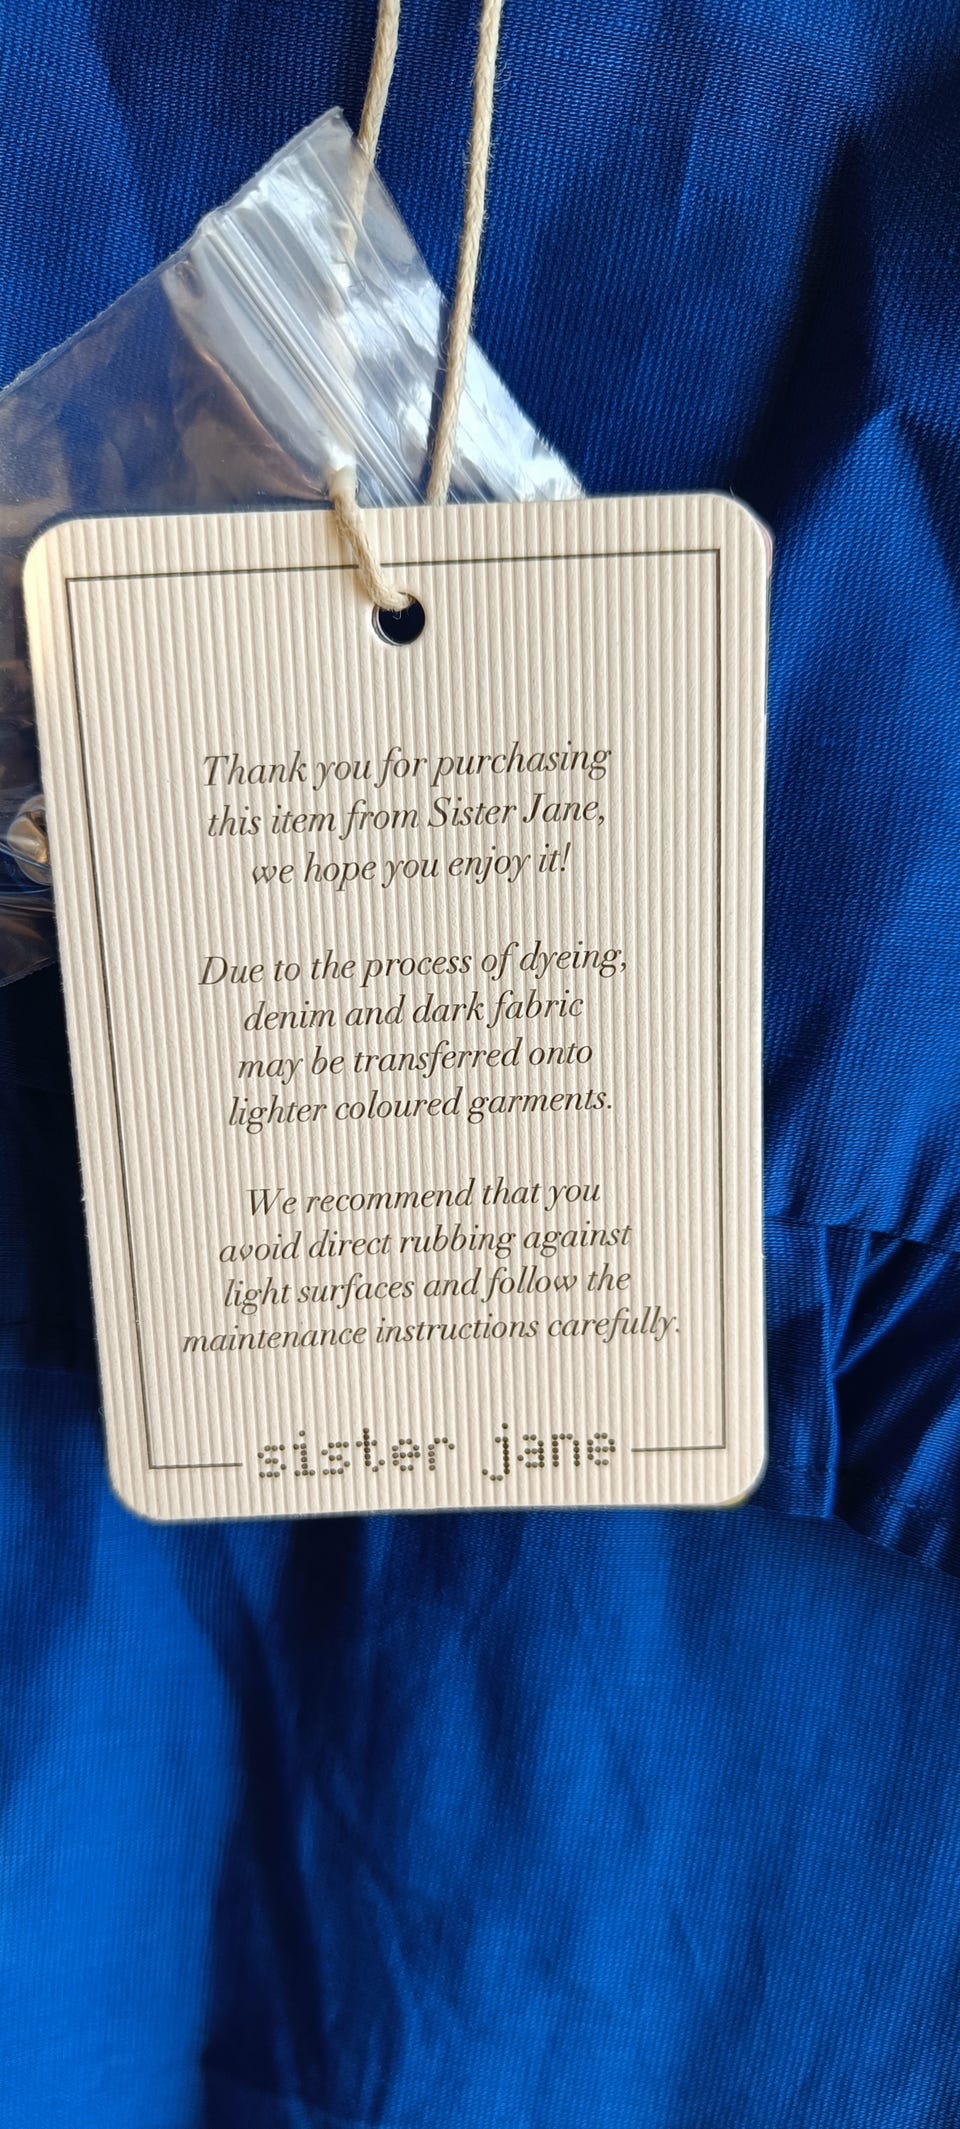 Thank you for purchasing
this item from Sister Jane,
we hope you enjoy it!
Due to the process of dyeing,
denim and dark fabric
may be transferred onto
lighter coloured garments.
We recommend that you
avoid direct rubbing against
light surfaces and follow the
maintenance instructions carefully.
sister jane